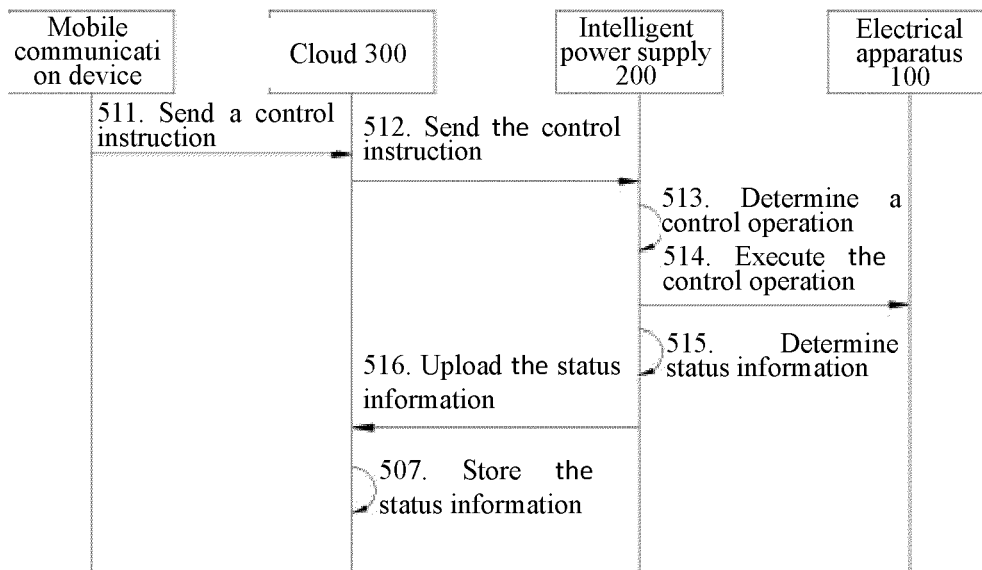 Mobile
communicati
on device
Cloud 300
Intelligent
power supply
200
Electrical
apparatus
100
511. Send a control
instruction
512. Send the control
instruction
513. Determine a
control operation
514. Execute the
control operation
515. Determine
status information
516. Upload the status
information
507. Store the
status information